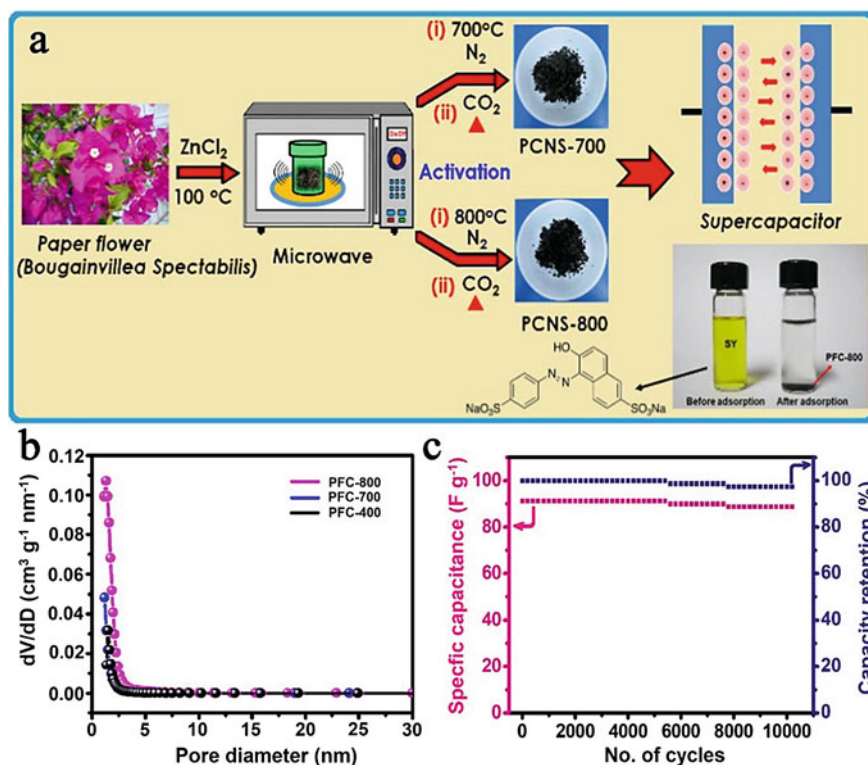 a
Paper flower
(Bougainvillea Spectabilis)
ZnCl2
100 °C
Microwave
Activation
(i) 700°C
N2
(ii) CO2
PCNS-700
(i) 800°C
N2
(ii) CO2
PCNS-800
Supercapacitor
HO
N
N
NaO3S
SO3Na
SY
PFC-800
Before adsorption
After adsorption
b
PFC-800
PFC-700
PFC-400
dV/dD (cm³ g⁻¹ nm⁻¹)
0.12
0.10
0.08
0.06
0.04
0.02
0.00
0 5 10 15 20 25 30
Pore diameter (nm)
c
Specfic capacitance (F g⁻¹)
100
80
60
40
20
0
0 2000 4000 6000 8000 10000
No. of cycles
100
80
60
40
20
0
Capacity retention (%)